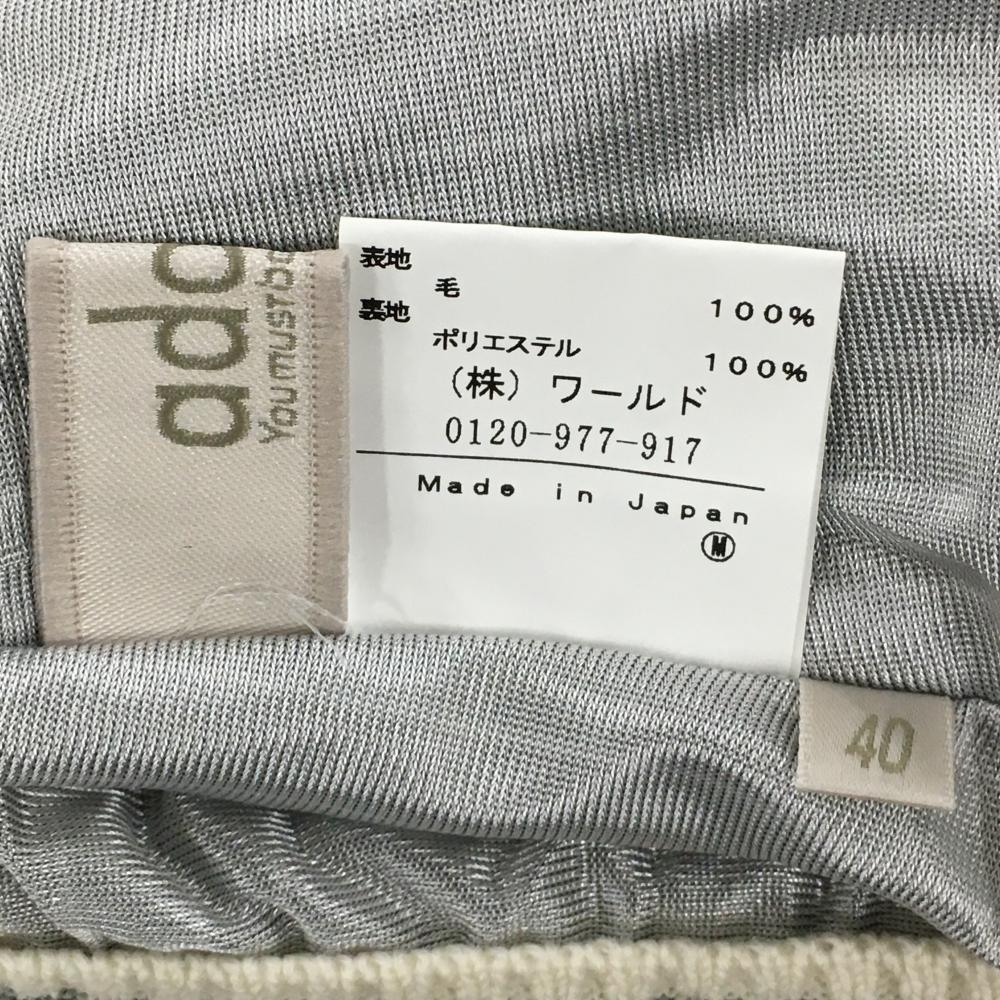 表地
毛 100%
裏地
ポリエステル 100%
(株) ワールド
0120-977-917
Made in Japan
M
40
You must